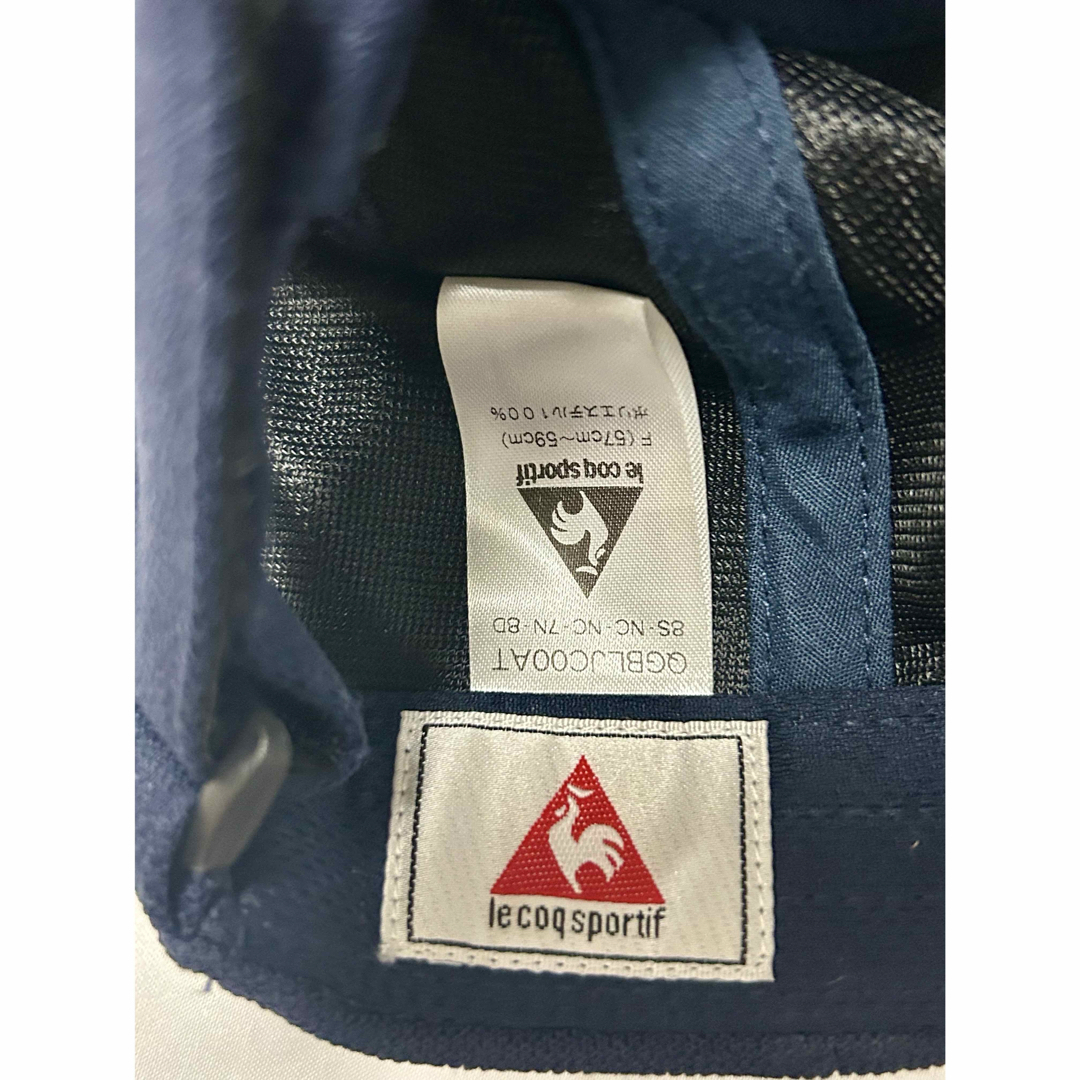 QGBLJC00AT
8S-NC-NC-7N-8D
le coq sportif
F(57cm〜59cm)
ポリエステル100%
le coq sportif